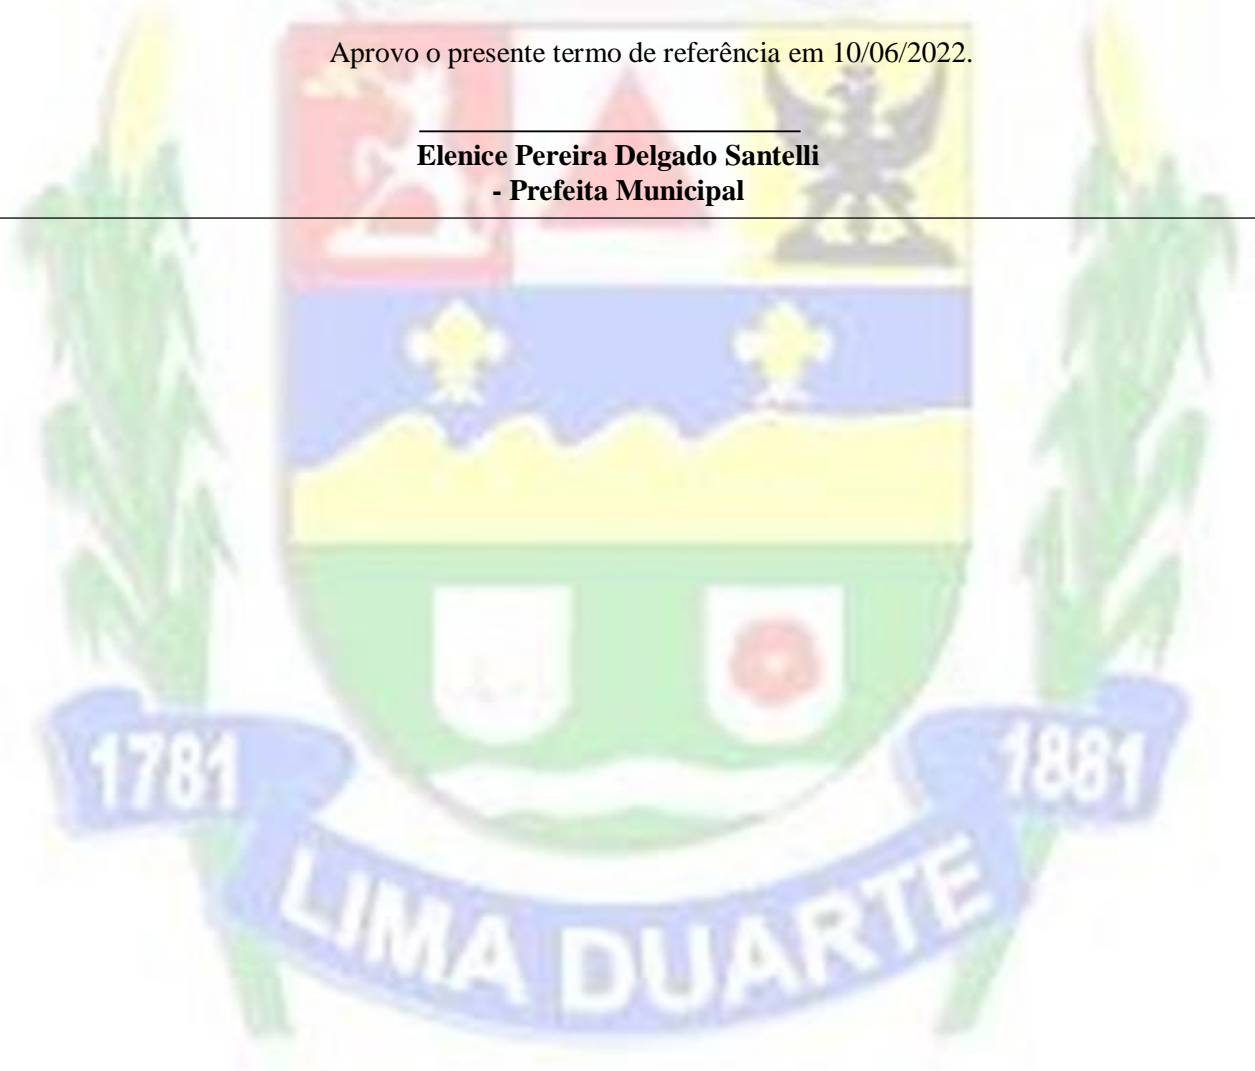 Aprovo o presente termo de referência em 10/06/2022.
Elenice Pereira Delgado Santelli
- Prefeita Municipal
1781
1881
LIMA DUARTE